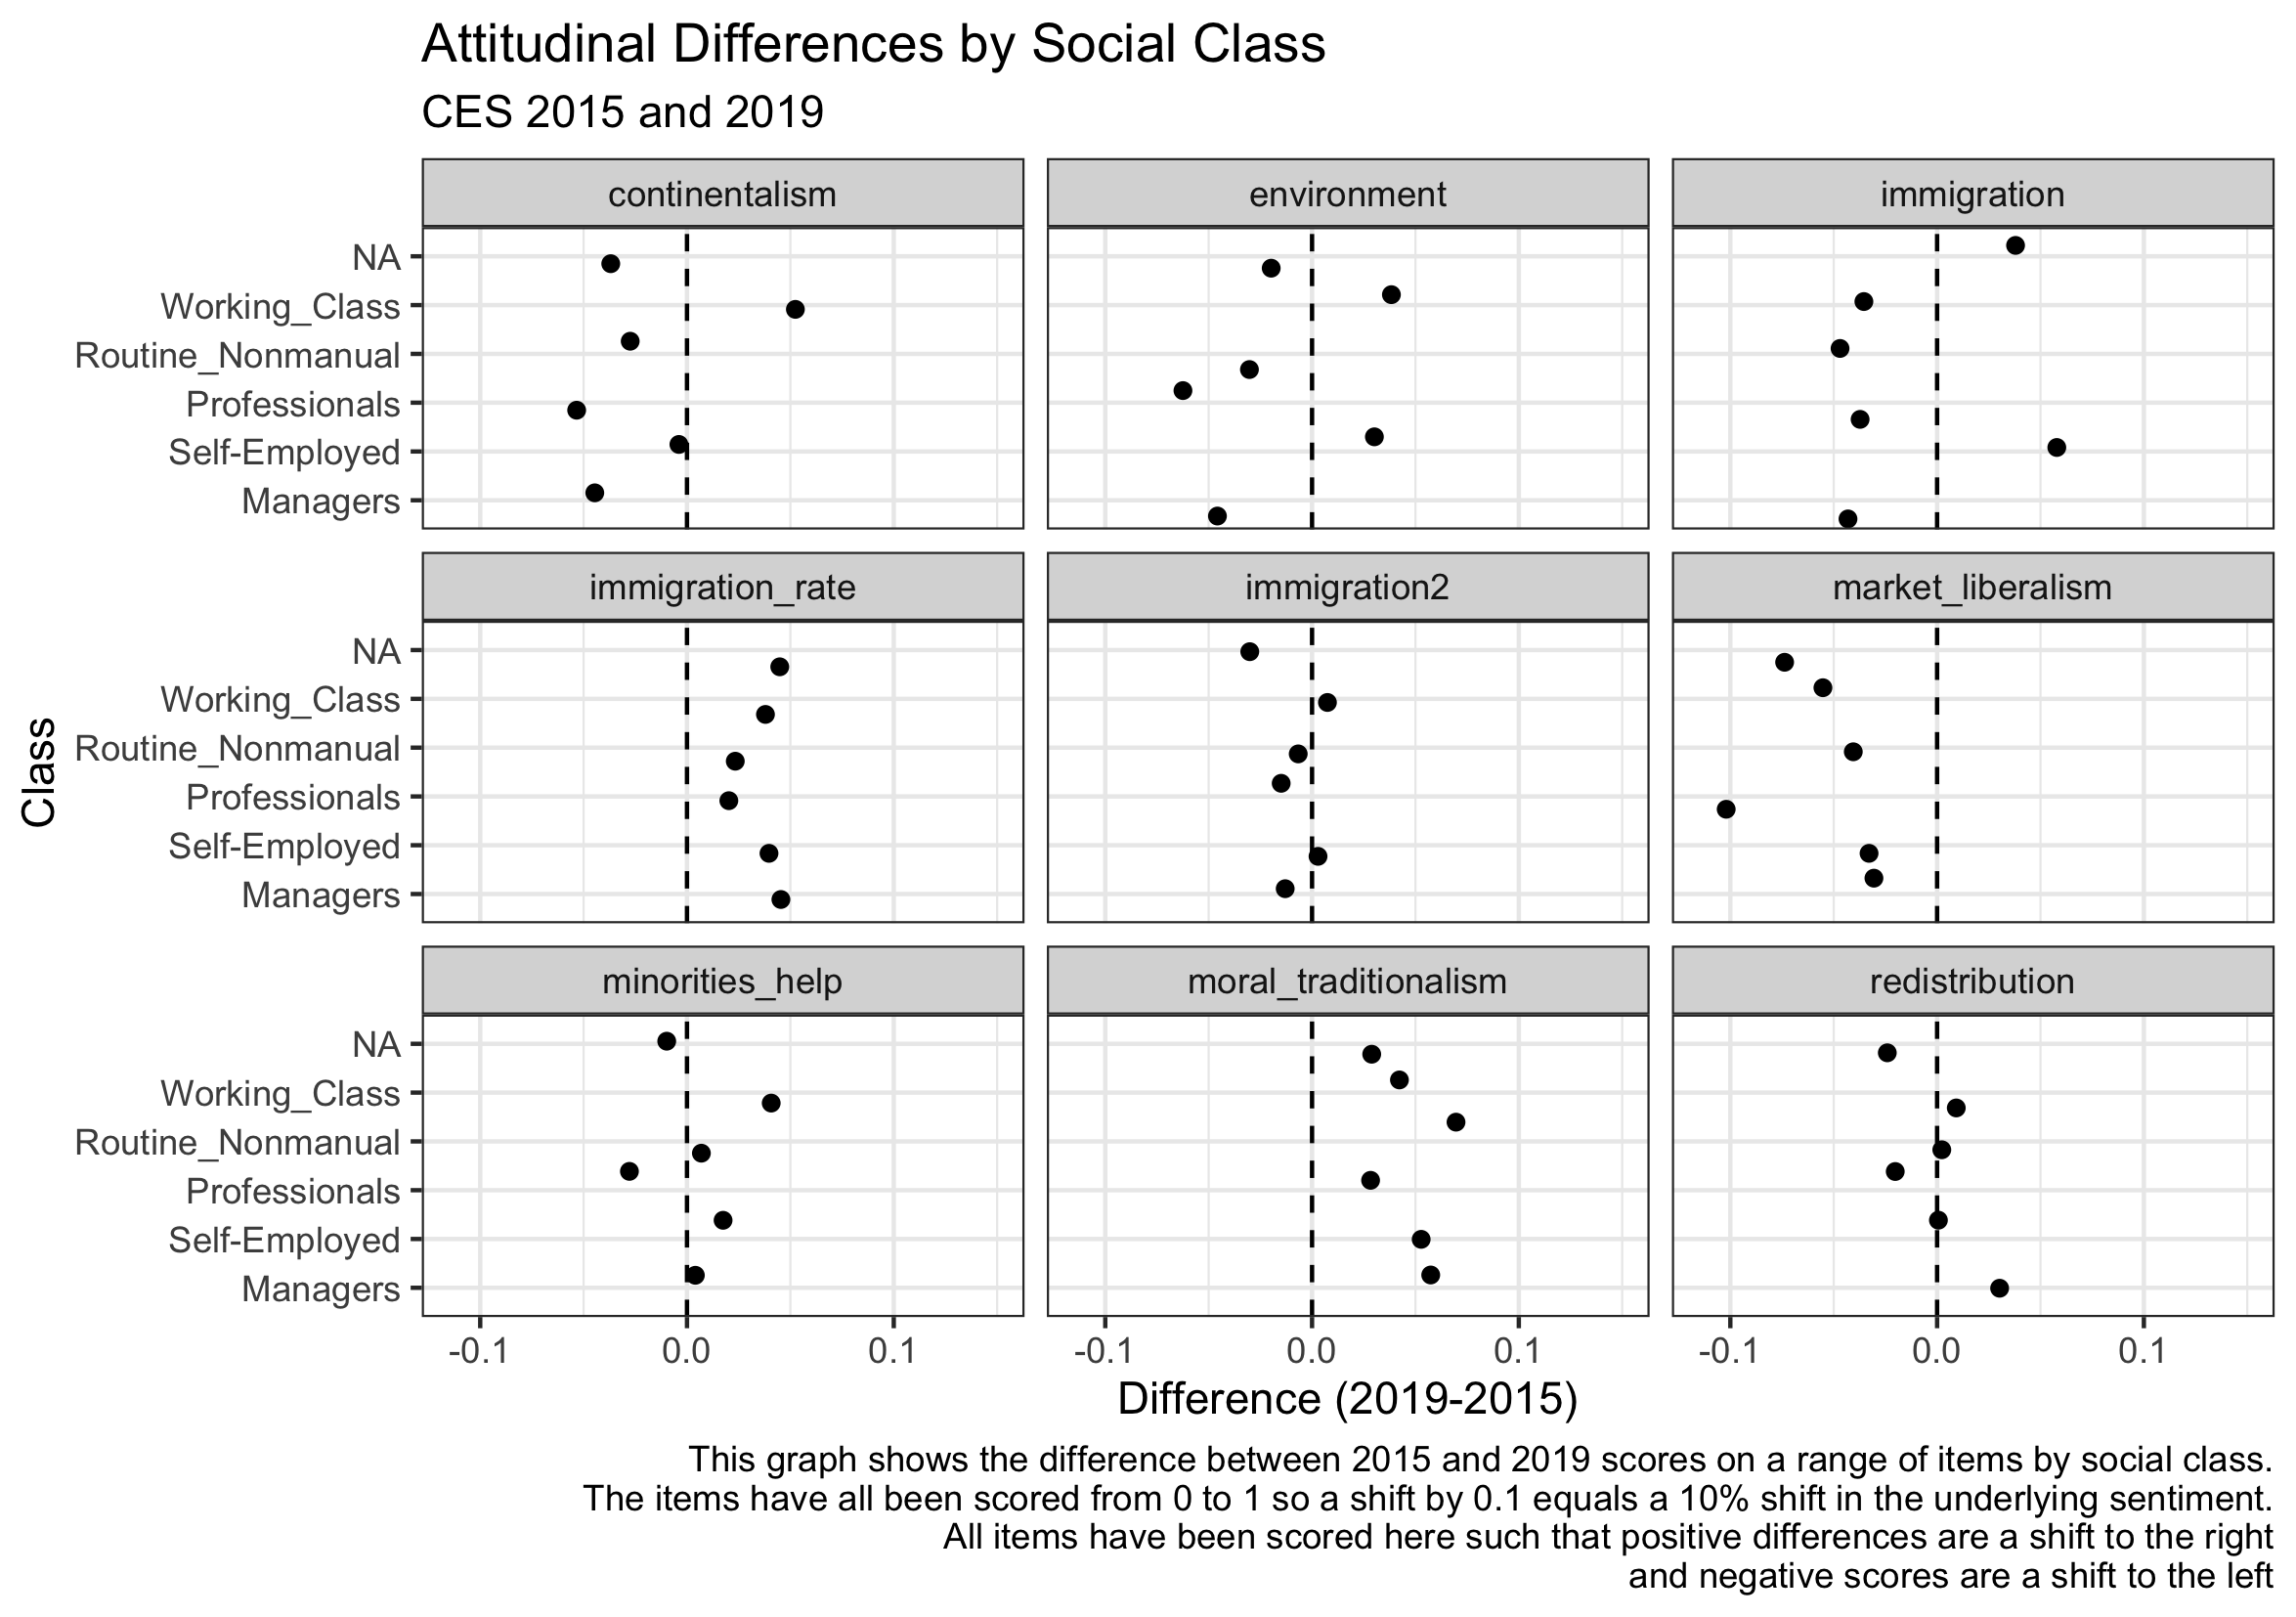 Attitudinal Differences by Social Class
CES 2015 and 2019
continentalism
environment
immigration
NA
Working_Class
Routine_Nonmanual
Professionals
Self-Employed
Managers
immigration_rate
immigration2
market_liberalism
NA
Working_Class
Routine_Nonmanual
Professionals
Self-Employed
Managers
Class
minorities_help
moral_traditionalism
redistribution
NA
Working_Class
Routine_Nonmanual
Professionals
Self-Employed
Managers
-0.1 0.0 0.1 -0.1 0.0 0.1 -0.1 0.0 0.1
Difference (2019-2015)
This graph shows the difference between 2015 and 2019 scores on a range of items by social class.
The items have all been scored from 0 to 1 so a shift by 0.1 equals a 10% shift in the underlying sentiment.
All items have been scored here such that positive differences are a shift to the right
and negative scores are a shift to the left